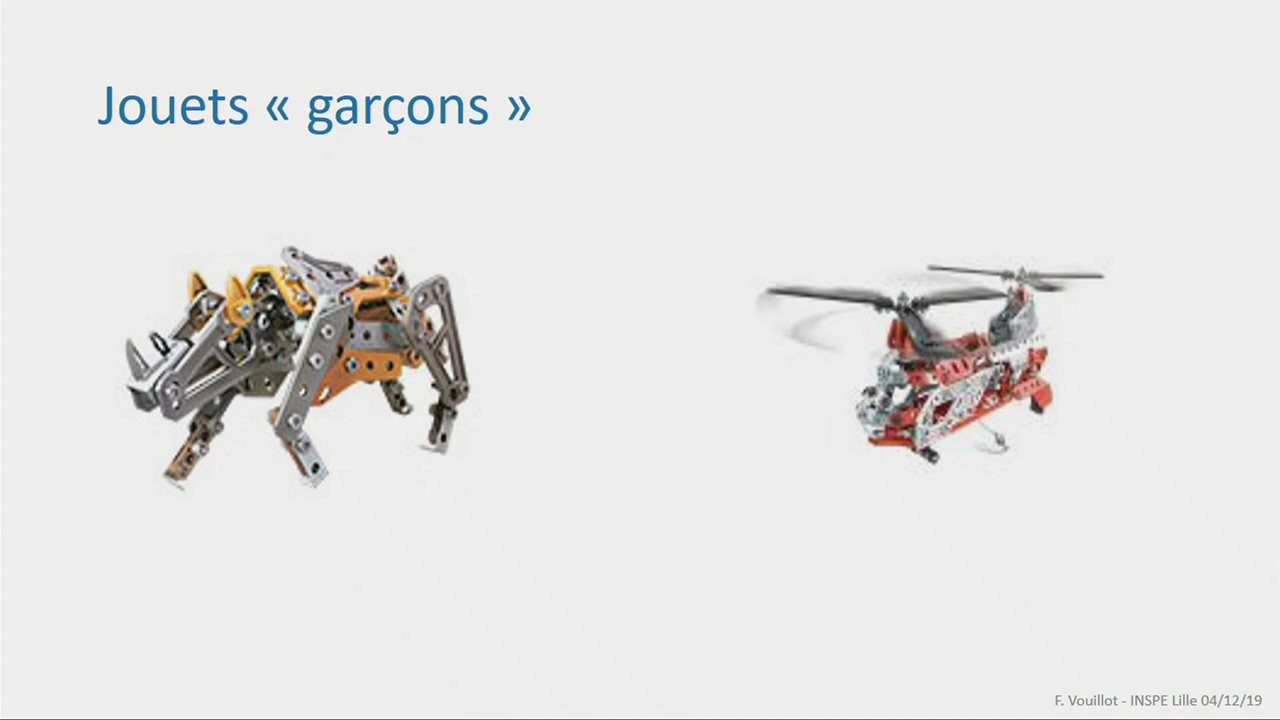 Jouets « garçons »
F. Vouillot - INSPE Lille 04/12/19